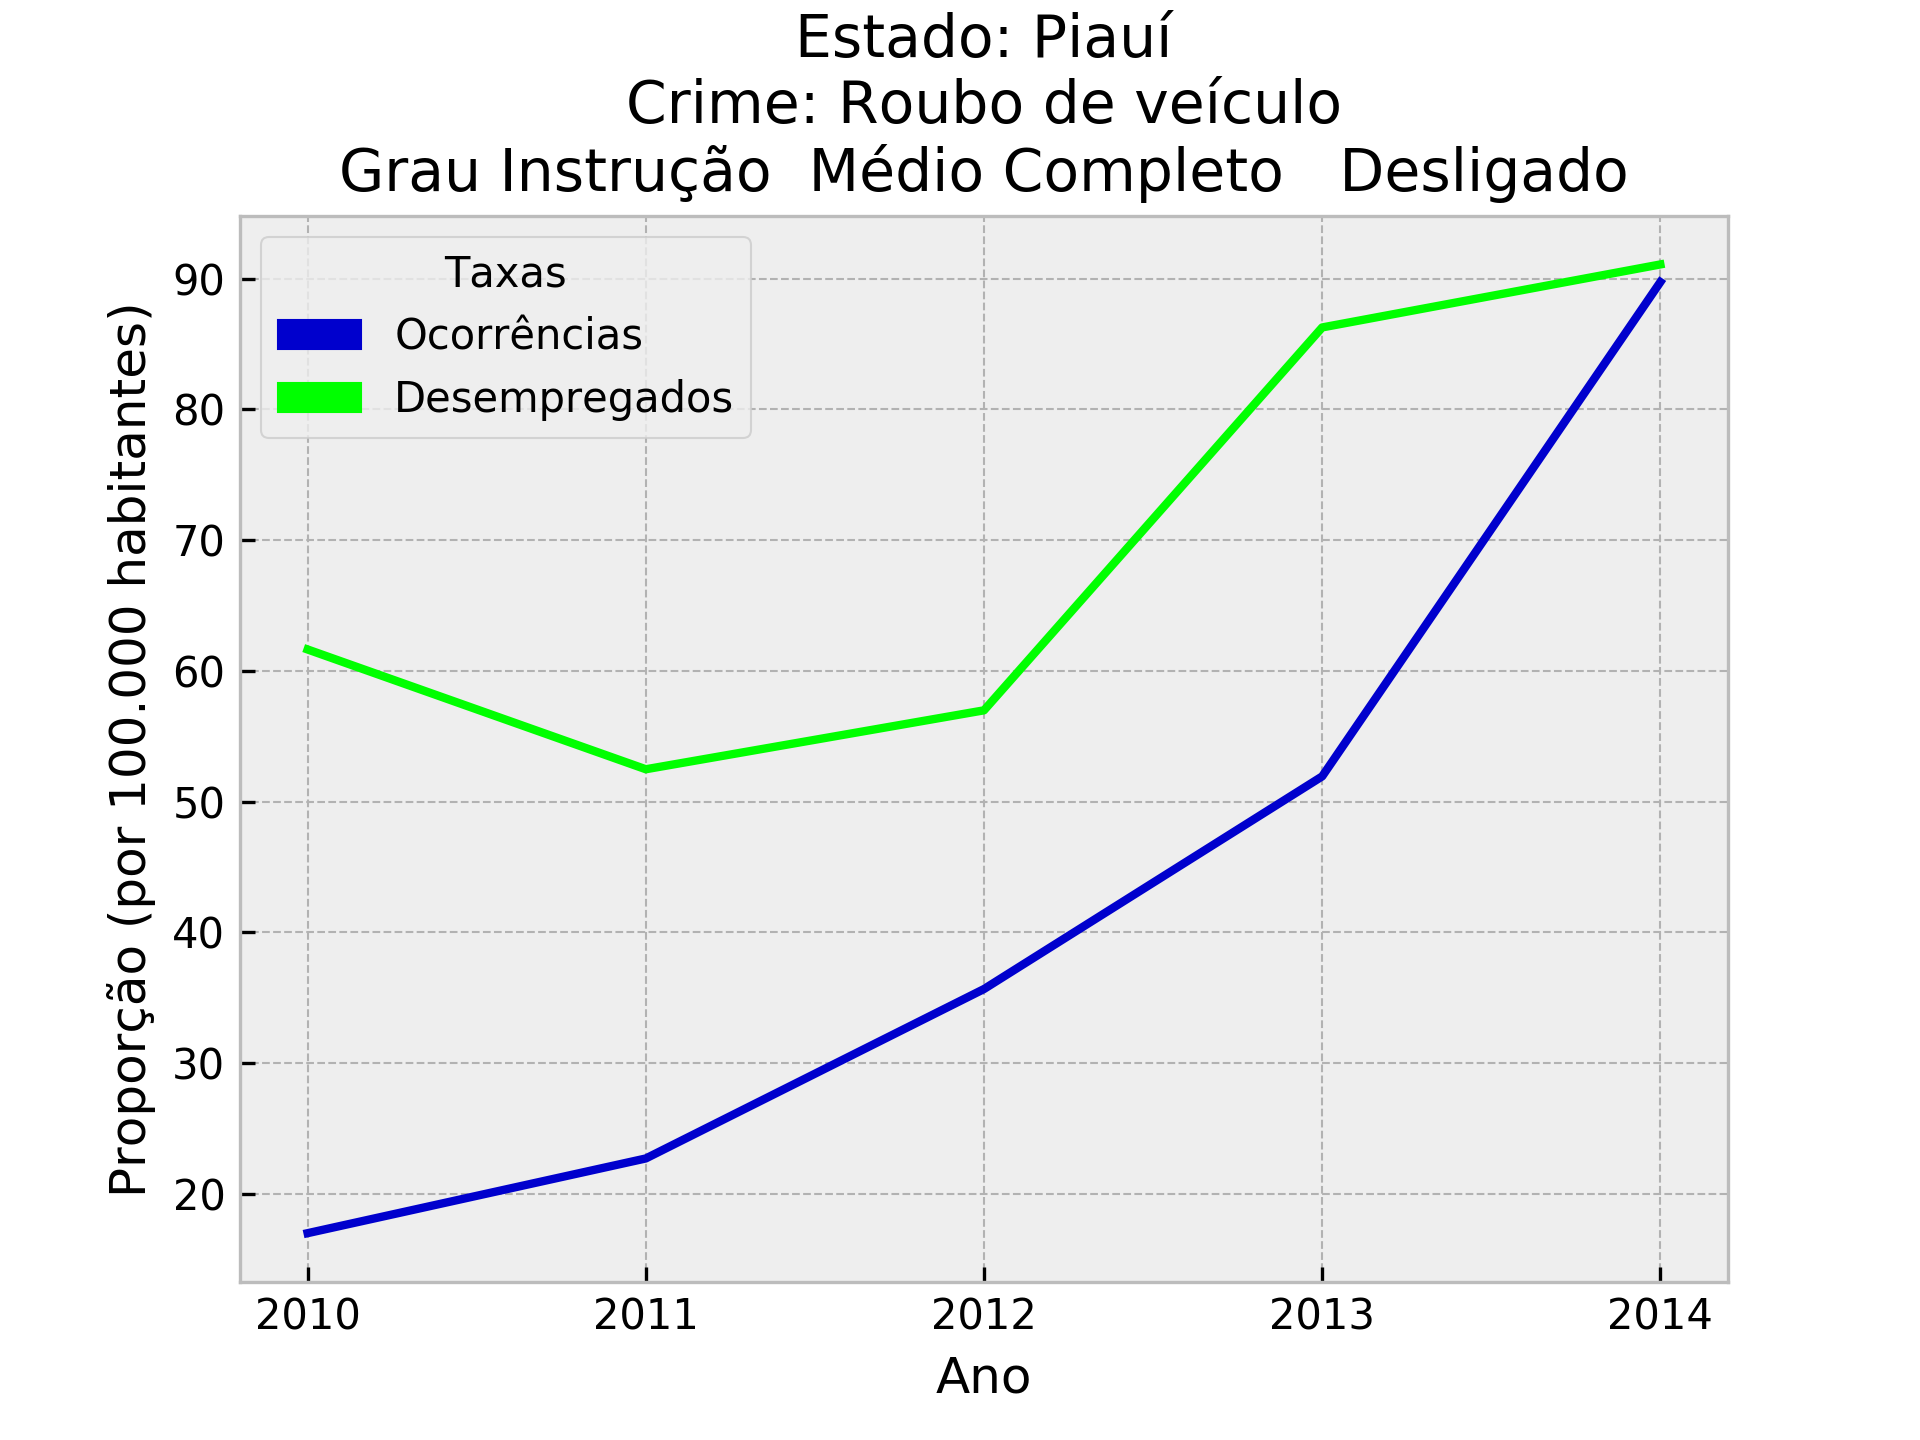 Estado: Piauí
Crime: Roubo de veículo
Grau Instrução  Médio Completo   Desligado
Taxas
Ocorrências
Desempregados
Proporção (por 100.000 habitantes)
90
80
70
60
50
40
30
20
2010 2011 2012 2013 2014
Ano